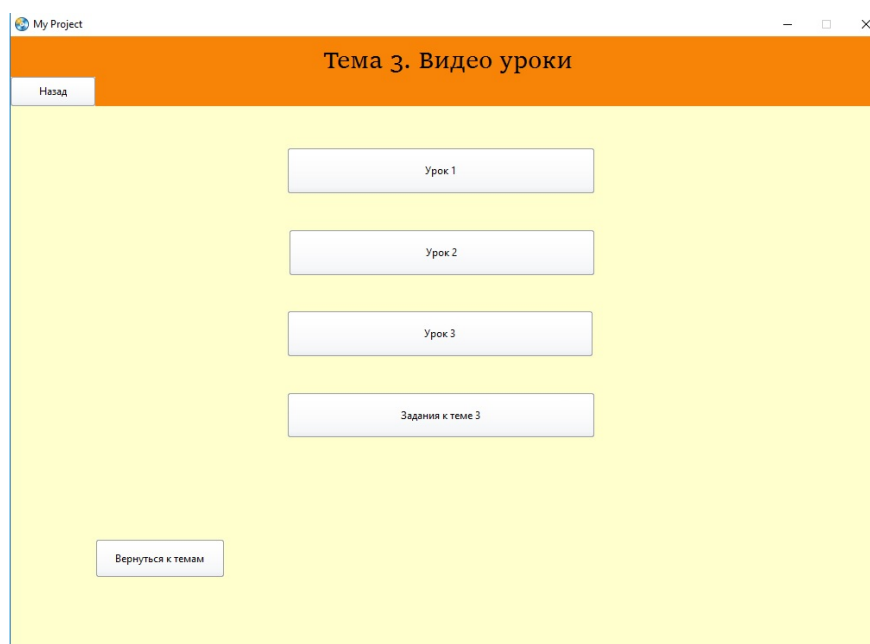 My Project
Тема 3. Видео уроки
Назад
Урок 1
Урок 2
Урок 3
Задания к теме 3
Вернуться к темам